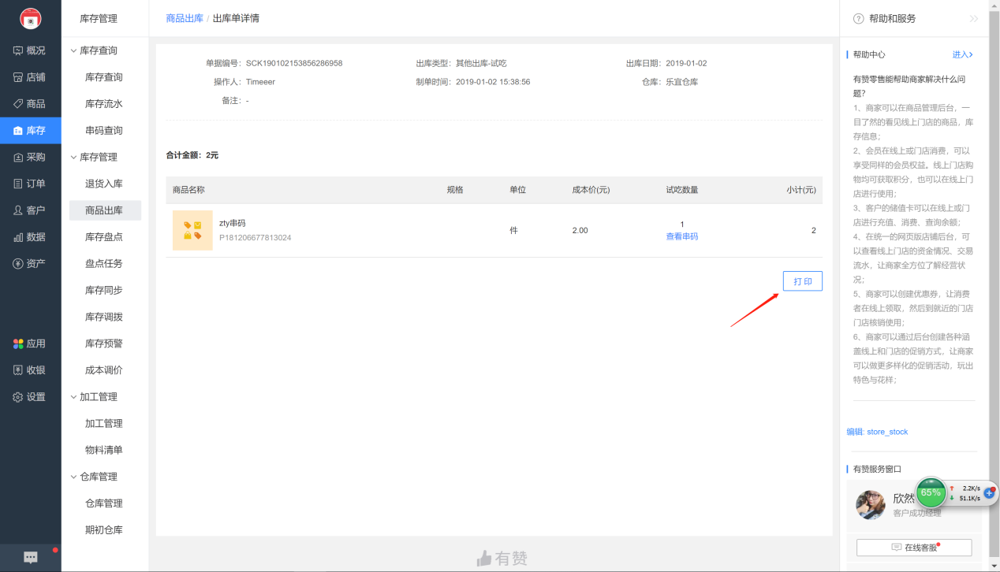 概况
店铺
商品
库存
采购
订单
客户
数据
资产
应用
收银
设置
库存管理
库存查询
库存查询
库存流水
串码查询
库存管理
退货入库
商品出库
库存盘点
盘点任务
库存同步
库存调拨
库存预警
成本调价
加工管理
加工管理
物料清单
仓库管理
仓库管理
期初仓库
商品出库 / 出库单详情
单据编号： SCK190102153856286958 出库类型： 其他出库-试吃 出库日期： 2019-01-02
操作人： Timeeer 制单时间： 2019-01-02 15:38:56 仓库： 乐宜仓库
备注： -
合计金额：2元
商品名称 规格 单位 成本价(元) 试吃数量 小计(元)
zty串码
P181206677813024
件 2.00 1 2
查看串码
打 印
有赞
帮助和服务
帮助中心 进入
有赞零售能帮助商家解决什么问
题？
1、商家可以在商品管理后台，一
目了然的看见线上门店的商品，库
存信息；
2、会员在线上或门店消费，可以
享受同样的会员权益。线上门店购
物均可获取积分，也可以在线上门
店进行使用；
3、客户的储值卡可以在线上或门
店进行充值、消费、查询余额；
4、在统一的网页版店铺后台，可
以查看线上门店的资金情况、交易
流水，让商家全方位了解经营状
况；
5、商家可以创建优惠券，让消费
者在线上领取，然后到就近的门店
门店核销使用；
6、商家可以通过后台创建各种涵
盖线上和门店的促销方式，让商家
可以做更多样化的促销活动，玩出
特色与花样；
编辑: store_stock
有赞服务窗口
欣然
客户成功经理
65%
2.2K/s
51.1K/s
在线客服